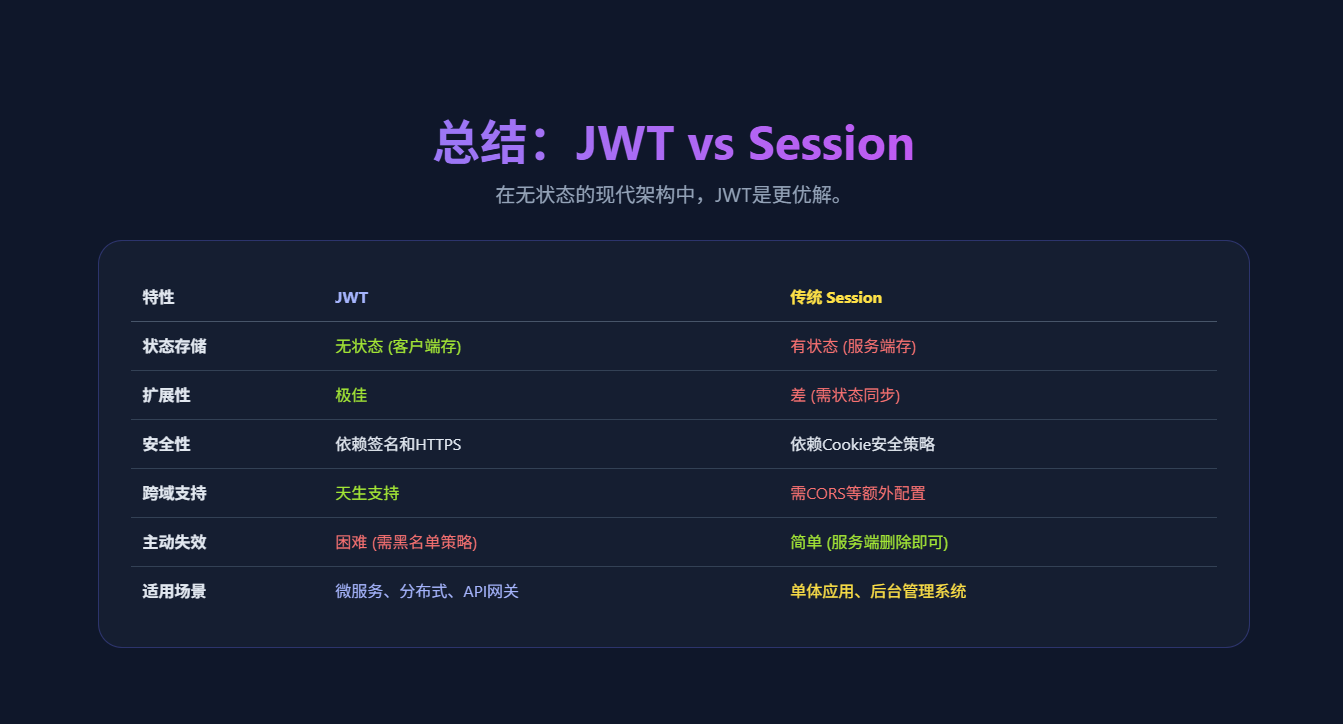 总结：JWT vs Session
在无状态的现代架构中，JWT是更优解。
特性 JWT 传统 Session
状态存储 无状态 (客户端存) 有状态 (服务端存)
扩展性 极佳 差 (需状态同步)
安全性 依赖签名和HTTPS 依赖Cookie安全策略
跨域支持 天生支持 需CORS等额外配置
主动失效 困难 (需黑名单策略) 简单 (服务端删除即可)
适用场景 微服务、分布式、API网关 单体应用、后台管理系统